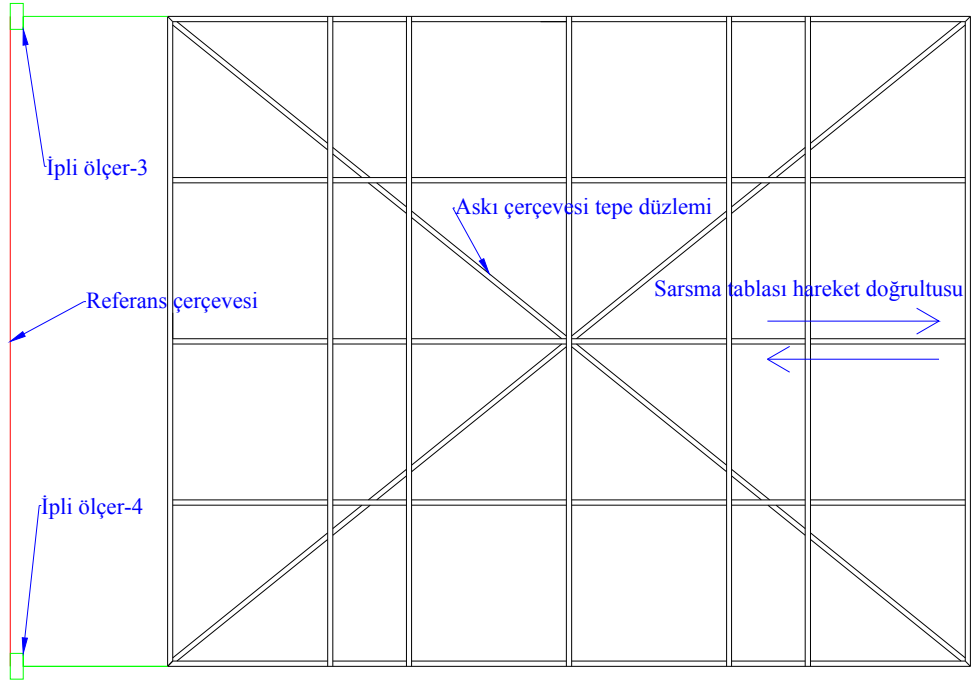 İpli ölçer-3
Askı çerçevesi tepe düzlemi
Sarsma tablası hareket doğrultusu
Referans çerçevesi
İpli ölçer-4